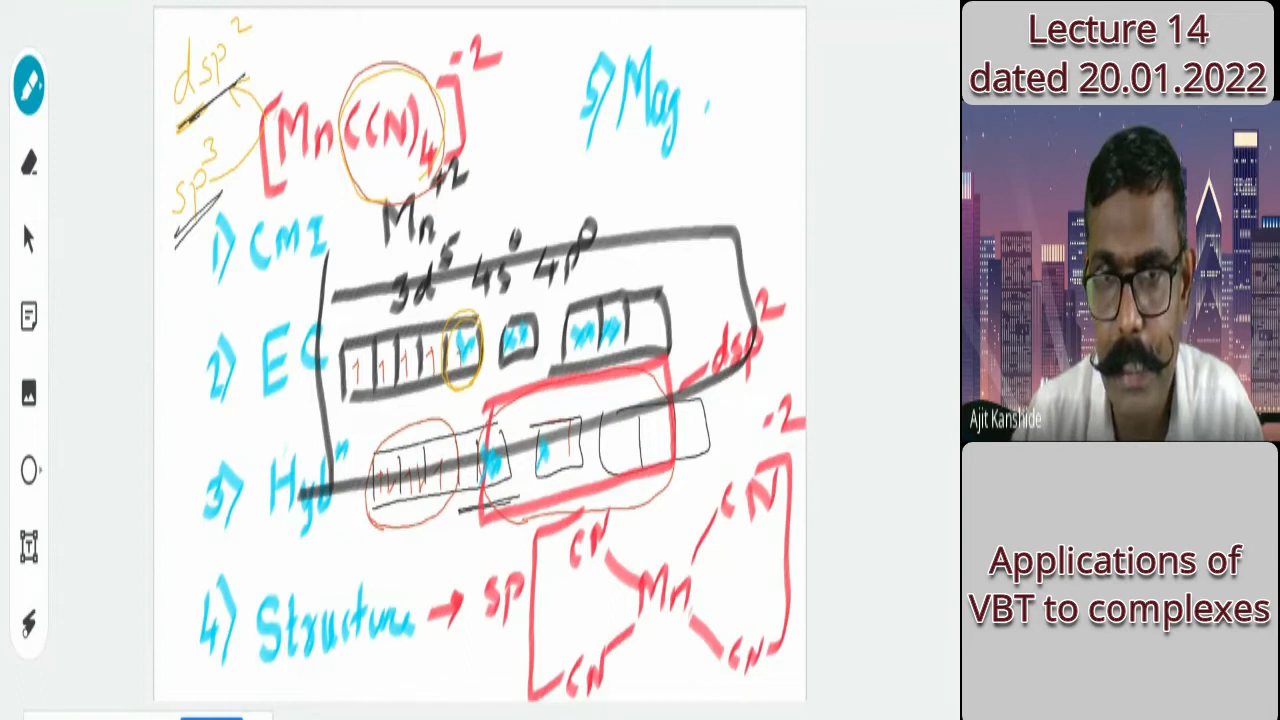 Lecture 14
dated 20.01.2022
dsp²
sp³
[Mn(CN)₄]⁻²
5) Mag.
1) CMI Mn⁺²
3d⁵ 4s⁰ 4p⁰
2) EC
dsp²
3) Hybⁿ
4) Structure → sp
CN CN
Mn
CN CN
-2
Ajit Kanshide
Applications of
VBT to complexes